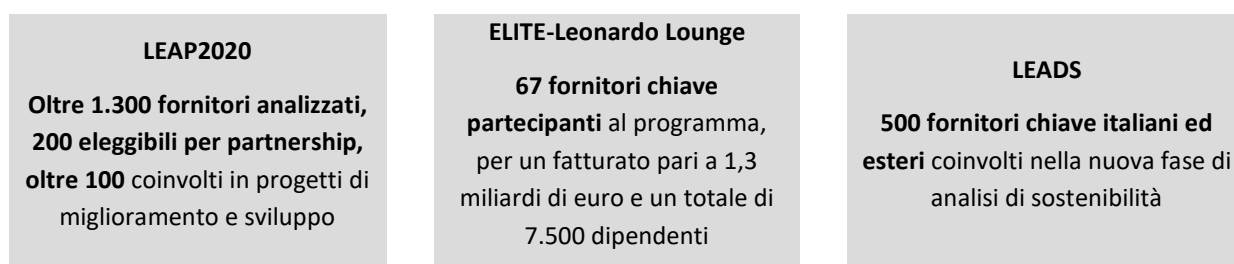 LEAP2020
Oltre 1.300 fornitori analizzati,
200 eleggibili per partnership,
oltre 100 coinvolti in progetti di
miglioramento e sviluppo
ELITE-Leonardo Lounge
67 fornitori chiave
partecipanti al programma,
per un fatturato pari a 1,3
miliardi di euro e un totale di
7.500 dipendenti
LEADS
500 fornitori chiave italiani ed
esteri coinvolti nella nuova fase di
analisi di sostenibilità